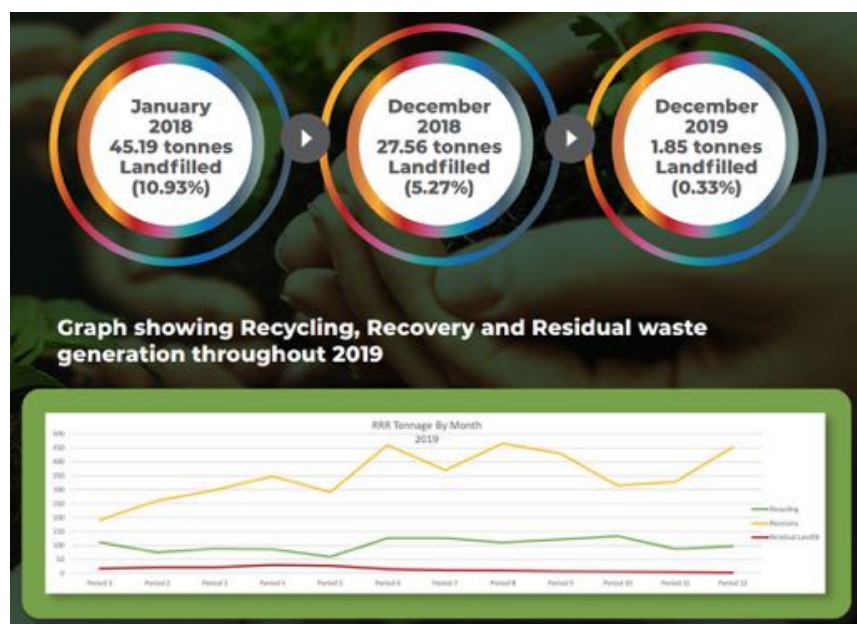 January
2018
45.19 tonnes
Landfilled
(10.93%)
December
2018
27.56 tonnes
Landfilled
(5.27%)
December
2019
1.85 tonnes
Landfilled
(0.33%)
Graph showing Recycling, Recovery and Residual waste
generation throughout 2019
RRR Tonnage By Month
2019
500
450
400
350
300
250
200
150
100
50
0
Period 1
Period 2
Period 3
Period 4
Period 5
Period 6
Period 7
Period 8
Period 9
Period 10
Period 11
Period 12
Recycling
Recovery
Residual Landfill